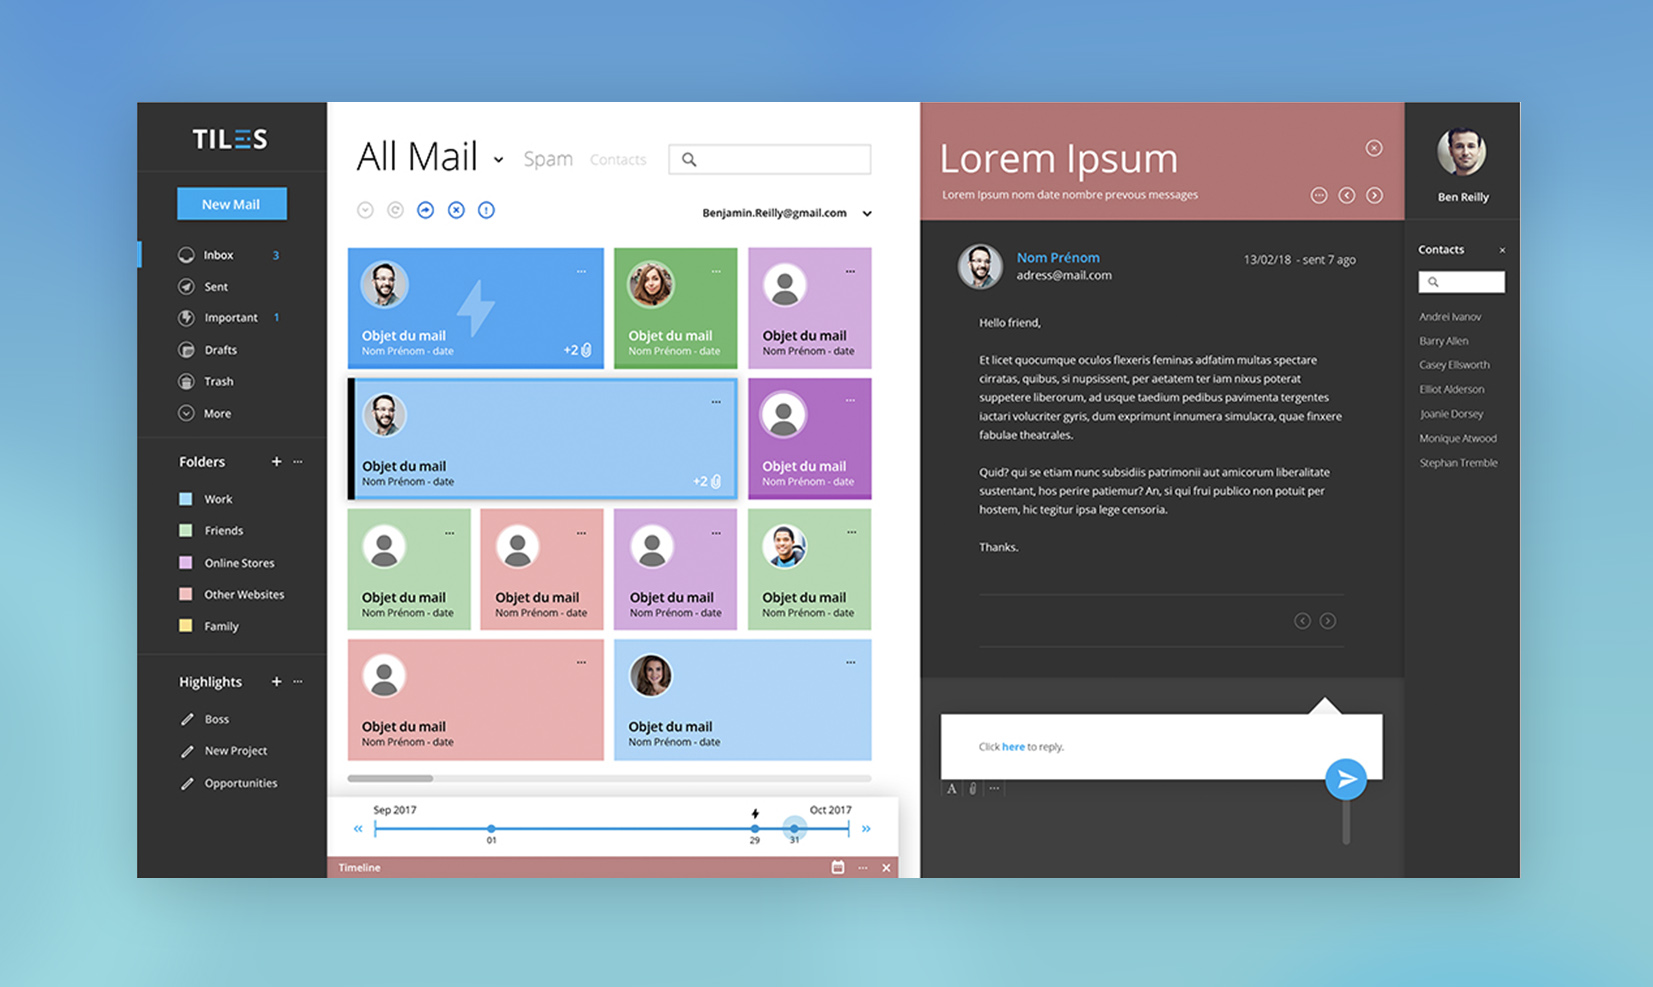 TILES
New Mail
Inbox 3
Sent
Important 1
Drafts
Trash
More
Folders + ...
Work
Friends
Online Stores
Other Websites
Family
Highlights + ...
Boss
New Project
Opportunities
All Mail Spam Contacts
Benjamin.Reilly@gmail.com
Objet du mail
Nom Prénom - date +2
Objet du mail
Nom Prénom - date
Objet du mail
Nom Prénom - date
Objet du mail
Nom Prénom - date +2
Objet du mail
Nom Prénom - date
Objet du mail
Nom Prénom - date
Objet du mail
Nom Prénom - date
Objet du mail
Nom Prénom - date
Objet du mail
Nom Prénom - date
Objet du mail
Nom Prénom - date
Objet du mail
Nom Prénom - date
Sep 2017 Oct 2017
« »
01 29 31
Timeline ...
Lorem Ipsum
Lorem Ipsum nom date nombre prevous messages
Nom Prénom
adress@mail.com
13/02/18 - sent 7 ago
Hello friend,
Et licet quocumque oculos flexeris feminas adfatim multas spectare
cirratas, quibus, si nupsissent, per aetatem ter iam nixus poterat
suppetere liberorum, ad usque taedium pedibus pavimenta tergentes
iactari volucriter gyris, dum exprimunt innumera simulacra, quae finxere
fabulae theatrales.
Quid? qui se etiam nunc subsidiis patrimonii aut amicorum liberalitate
sustentant, hos perire patiemur? An, si qui frui publico non potuit per
hostem, hic tegitur ipsa lege censoria.
Thanks.
Click here to reply.
A ...
Ben Reilly
Contacts ×
Andrei Ivanov
Barry Allen
Casey Ellsworth
Elliot Alderson
Joanie Dorsey
Monique Atwood
Stephan Tremble